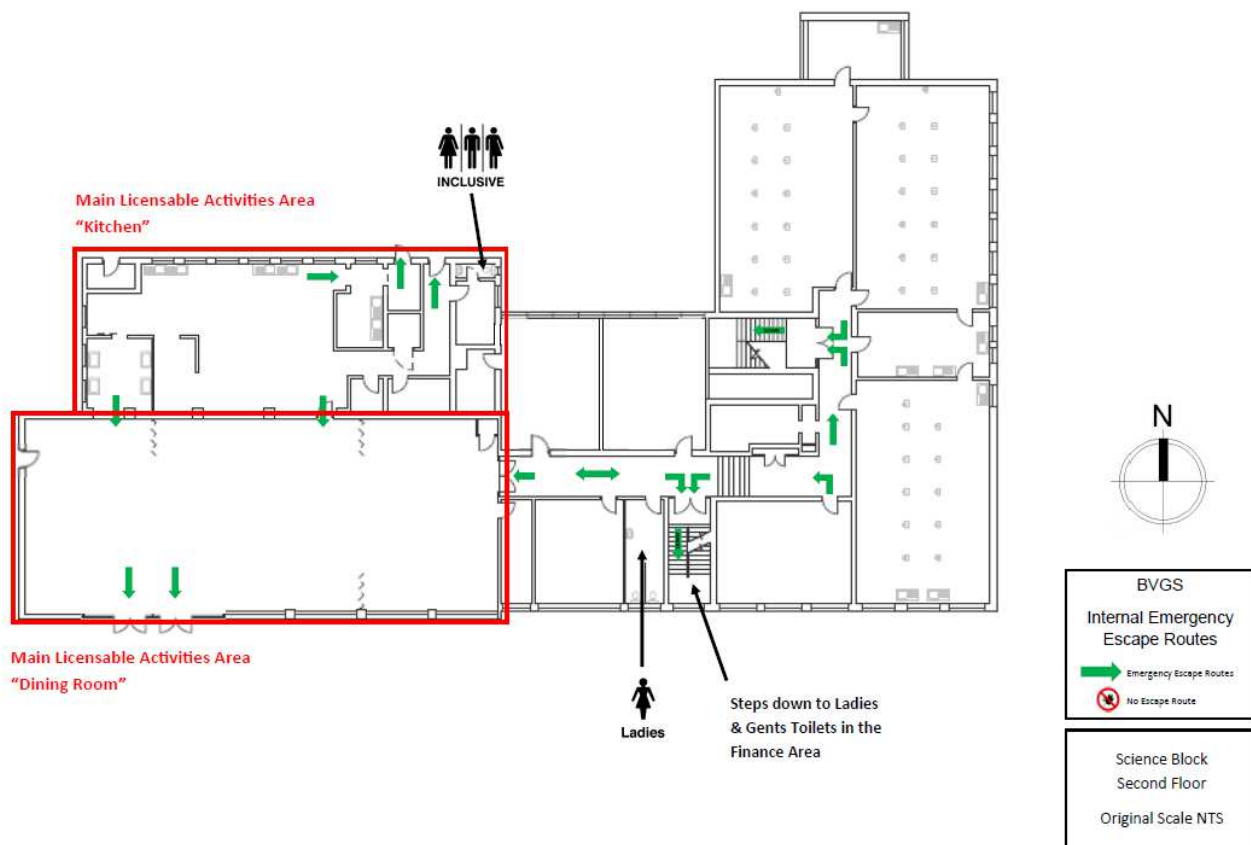 INCLUSIVE
Main Licensable Activities Area
“Kitchen”
N
BVGS
Internal Emergency
Escape Routes
Emergency Escape Routes
No Escape Route
Main Licensable Activities Area
“Dining Room”
Ladies
Steps down to Ladies
& Gents Toilets in the
Finance Area
Science Block
Second Floor
Original Scale NTS